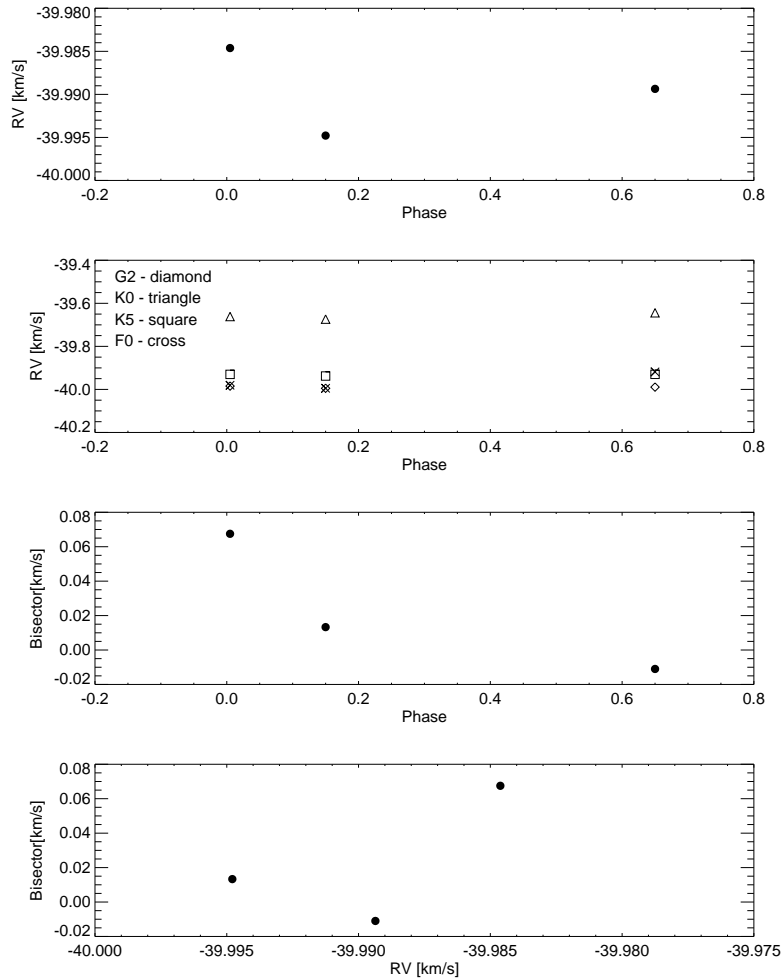 -39.980
-39.985
-39.990
-39.995
-40.000
RV [km/s]
-0.2 0.0 0.2 0.4 0.6 0.8
Phase
-39.4
-39.6
-39.8
-40.0
-40.2
RV [km/s]
G2 - diamond
K0 - triangle
K5 - square
F0 - cross
-0.2 0.0 0.2 0.4 0.6 0.8
Phase
0.08
0.06
0.04
0.02
0.00
-0.02
Bisector[km/s]
-0.2 0.0 0.2 0.4 0.6 0.8
Phase
0.08
0.06
0.04
0.02
0.00
-0.02
Bisector[km/s]
-40.000 -39.995 -39.990 -39.985 -39.980 -39.975
RV [km/s]